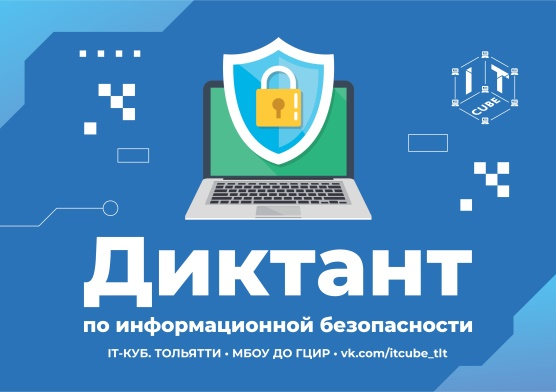 IT
CUBE
Диктант
по информационной безопасности
IT-КУБ. ТОЛЬЯТТИ • МБОУ ДО ГЦИР • vk.com/itcube_tlt